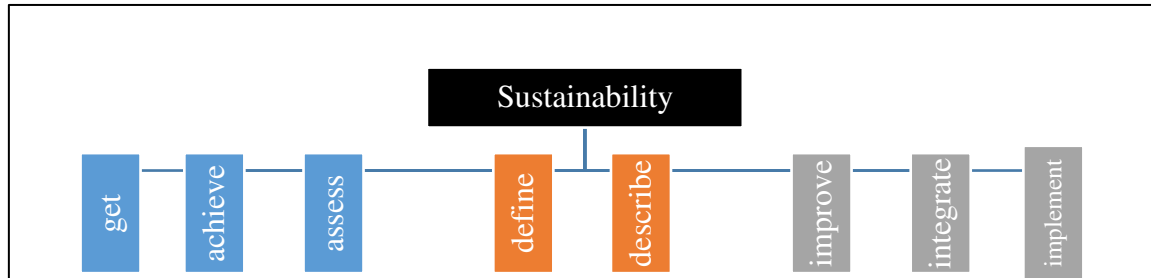 Sustainability
get
achieve
assess
define
describe
improve
integrate
implement